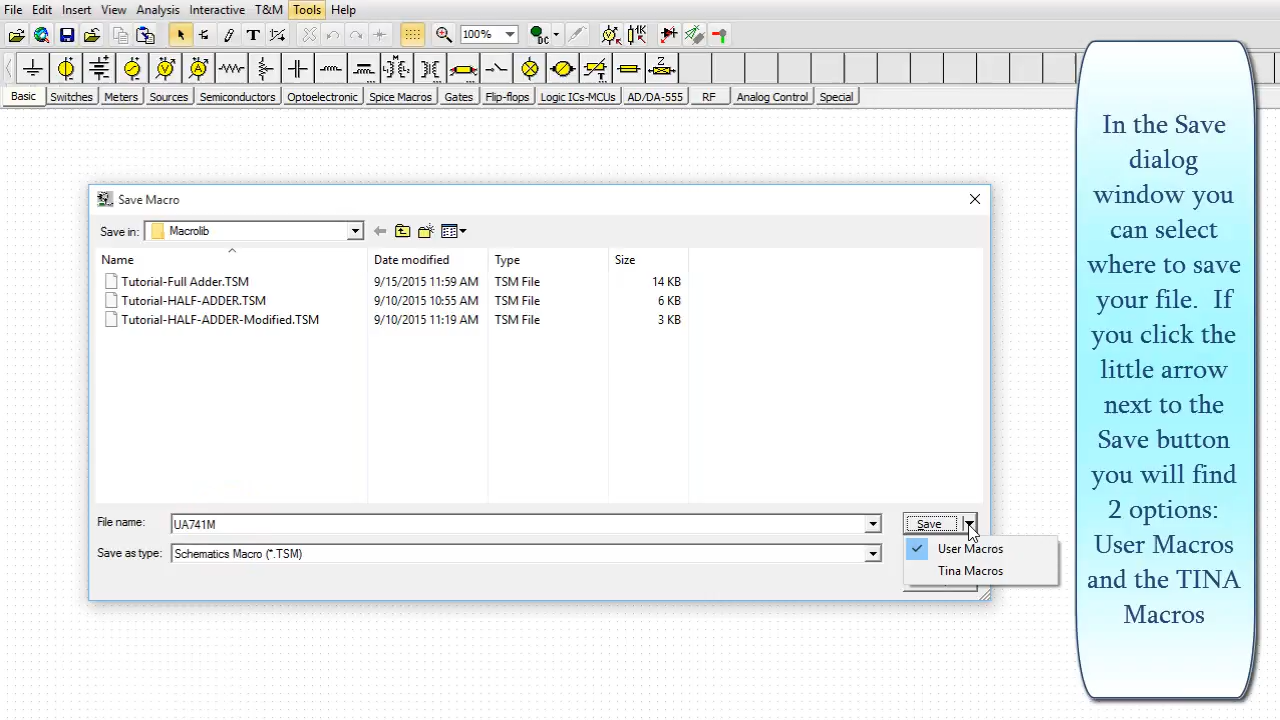 File Edit Insert View Analysis Interactive T&M Tools Help
100% DC
Basic Switches Meters Sources Semiconductors Optoelectronic Spice Macros Gates Flip-flops Logic ICs-MCUs AD/DA-555 RF Analog Control Special
Save Macro
Save in: Macrolib
Name Date modified Type Size
Tutorial-Full Adder.TSM 9/15/2015 11:59 AM TSM File 14 KB
Tutorial-HALF-ADDER.TSM 9/10/2015 10:55 AM TSM File 6 KB
Tutorial-HALF-ADDER-Modified.TSM 9/10/2015 11:19 AM TSM File 3 KB
File name: UA741M Save
Save as type: Schematics Macro (*.TSM)
User Macros
Tina Macros
In the Save
dialog
window you
can select
where to save
your file. If
you click the
little arrow
next to the
Save button
you will find
2 options:
User Macros
and the TINA
Macros